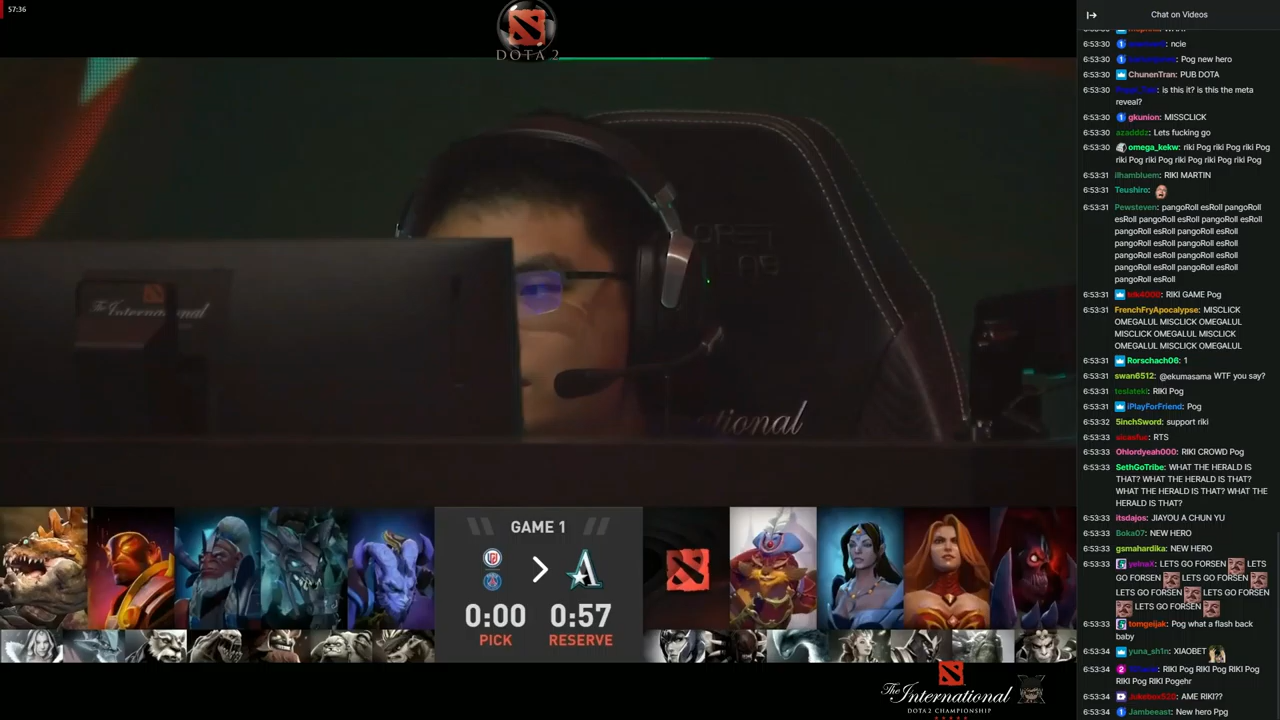 57:36
DOTA 2
The International
ational
GAME 1
0:00
0:57
PICK
RESERVE
The International
DOTA 2 CHAMPIONSHIP
Chat on Videos
6:53:30 ncie
6:53:30 Pog new hero
6:53:30 ChunenTran: PUB DOTA
6:53:30 is this it? is this the meta
reveal?
6:53:30 gkunion: MISSCLICK
6:53:30 azadddz: Lets fucking go
6:53:30 omega_kekw: riki Pog riki Pog riki Pog
riki Pog riki Pog riki Pog riki Pog riki Pog
6:53:31 ilhambluem: RIKI MARTIN
6:53:31 Teushiro:
6:53:31 Pewsteven: pangoRoll esRoll pangoRoll
esRoll pangoRoll esRoll pangoRoll esRoll
pangoRoll esRoll pangoRoll esRoll
pangoRoll esRoll pangoRoll esRoll
pangoRoll esRoll pangoRoll esRoll
pangoRoll esRoll pangoRoll esRoll
pangoRoll esRoll
6:53:31 RIKI GAME Pog
6:53:31 FrenchFryApocalypse: MISCLICK
OMEGALUL MISCLICK OMEGALUL
MISCLICK OMEGALUL MISCLICK
OMEGALUL MISCLICK OMEGALUL
6:53:31 Rorschach06: 1
6:53:31 swan6512: @ekumasama WTF you say?
6:53:31 teslateki: RIKI Pog
6:53:31 iPlayForFriend: Pog
6:53:32 5inchSword: support riki
6:53:33 RTS
6:53:33 Ohlordyeah000: RIKI CROWD Pog
6:53:33 SethGoTribe: WHAT THE HERALD IS
THAT? WHAT THE HERALD IS THAT?
WHAT THE HERALD IS THAT? WHAT THE
HERALD IS THAT?
6:53:33 itsdajos: JIAYOU A CHUN YU
6:53:33 Boka07: NEW HERO
6:53:33 gsmahardika: NEW HERO
6:53:33 yelnaX: LETS GO FORSEN LETS
GO FORSEN LETS GO FORSEN
LETS GO FORSEN LETS GO FORSEN
LETS GO FORSEN
6:53:33 tomgeijak: Pog what a flash back
baby
6:53:34 yuna_sh1n: XIAOBET
6:53:34 RIKI Pog RIKI Pog RIKI Pog
RIKI Pog RIKI Pogehr
6:53:34 Jukebox520: AME RIKI??
6:53:34 Jambeeast: New hero Ppg